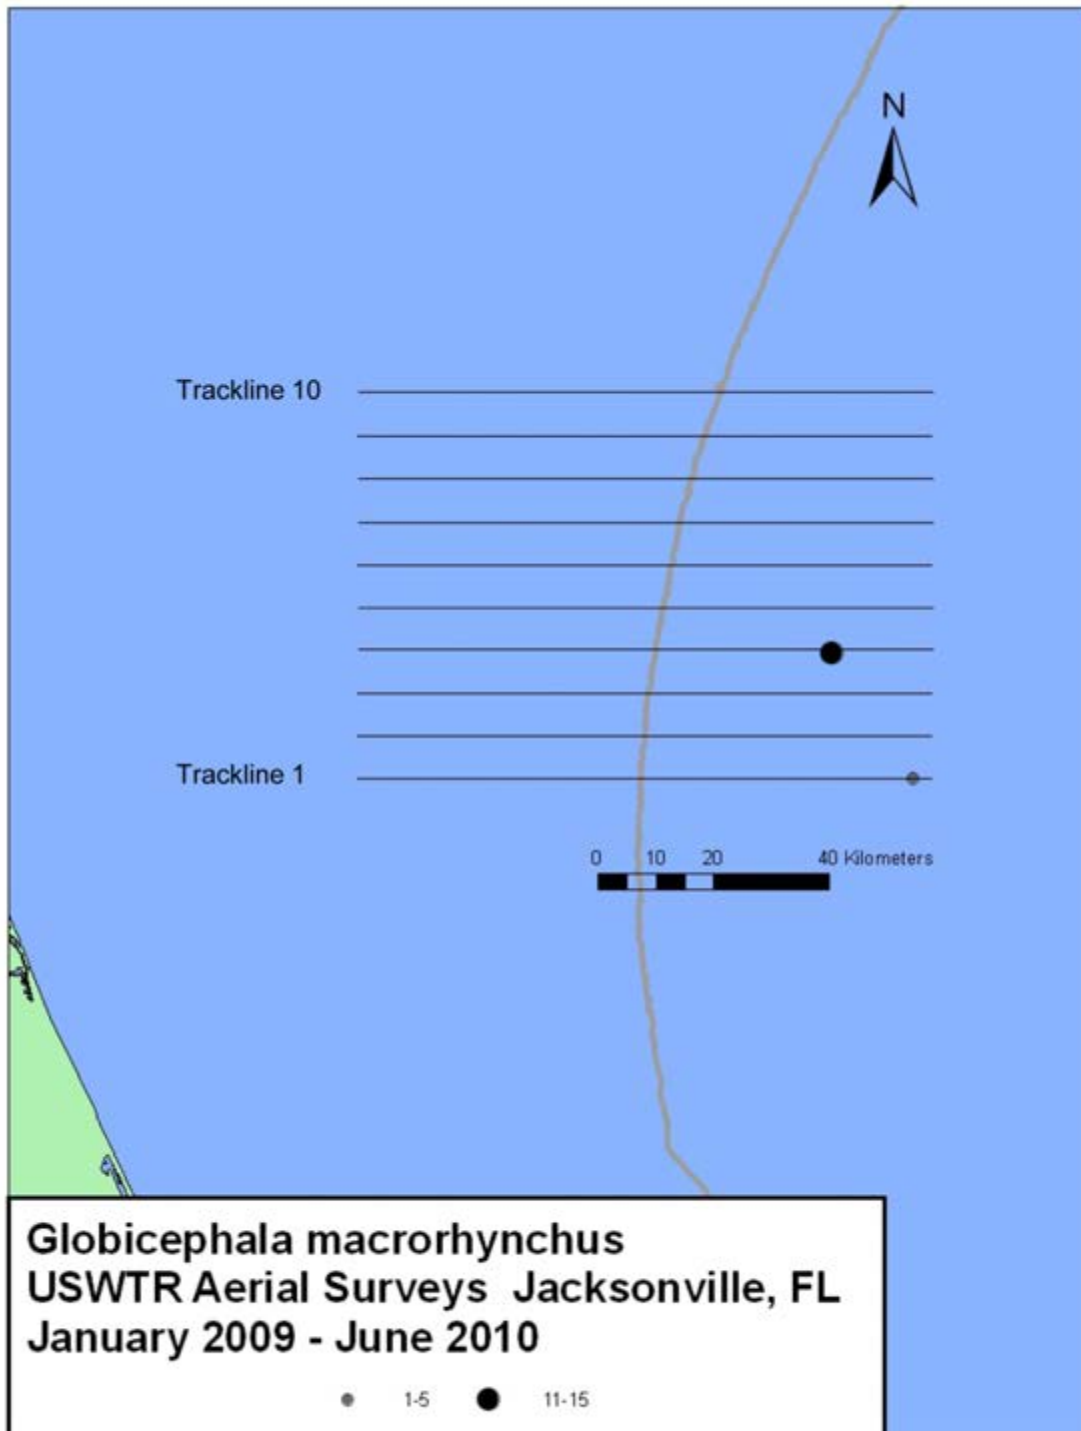 N
Trackline 10
Trackline 1
0 10 20 40 Kilometers
Globicephala macrorhynchus
USWTR Aerial Surveys Jacksonville, FL
January 2009 - June 2010
1-5 11-15